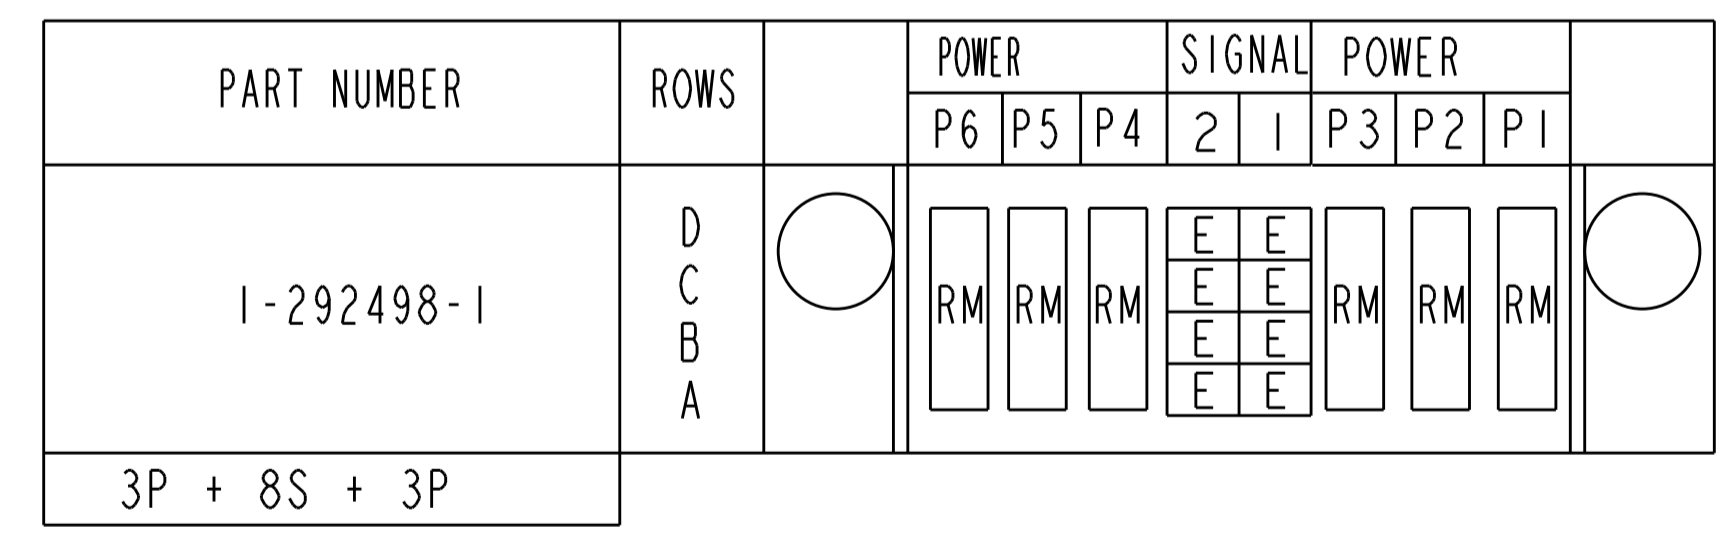 PART NUMBER ROWS POWER SIGNAL POWER
P6 P5 P4 2 1 P3 P2 P1
1-292498-1
D E E
C E E
RM RM RM RM RM RM
B E E
A E E
3P + 8S + 3P